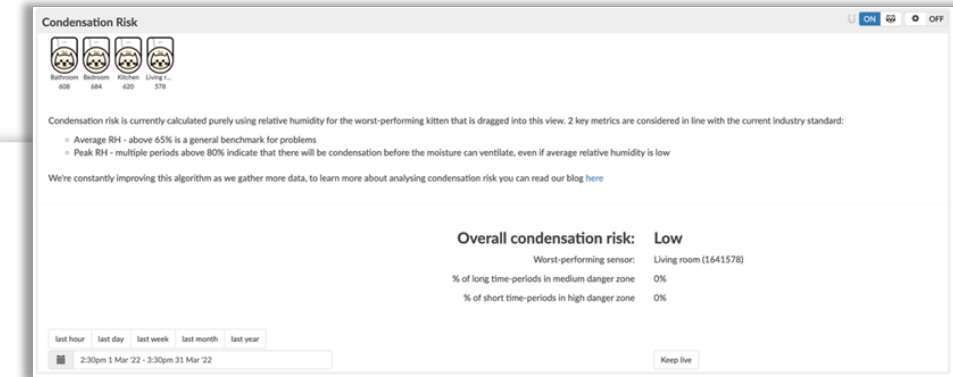 Condensation Risk
ON OFF
Bathroom Bedroom Kitchen Living r...
608 684 620 578
Condensation risk is currently calculated purely using relative humidity for the worst-performing kitten that is dragged into this view. 2 key metrics are considered in line with the current industry standard:
Average RH - above 65% is a general benchmark for problems
Peak RH - multiple periods above 80% indicate that there will be condensation before the moisture can ventilate, even if average relative humidity is low
We're constantly improving this algorithm as we gather more data, to learn more about analysing condensation risk you can read our blog here
Overall condensation risk: Low
Worst-performing sensor: Living room (1641578)
% of long time-periods in medium danger zone 0%
% of short time-periods in high danger zone 0%
last hour last day last week last month last year
2:30pm 1 Mar '22 - 3:30pm 31 Mar '22 Keep live